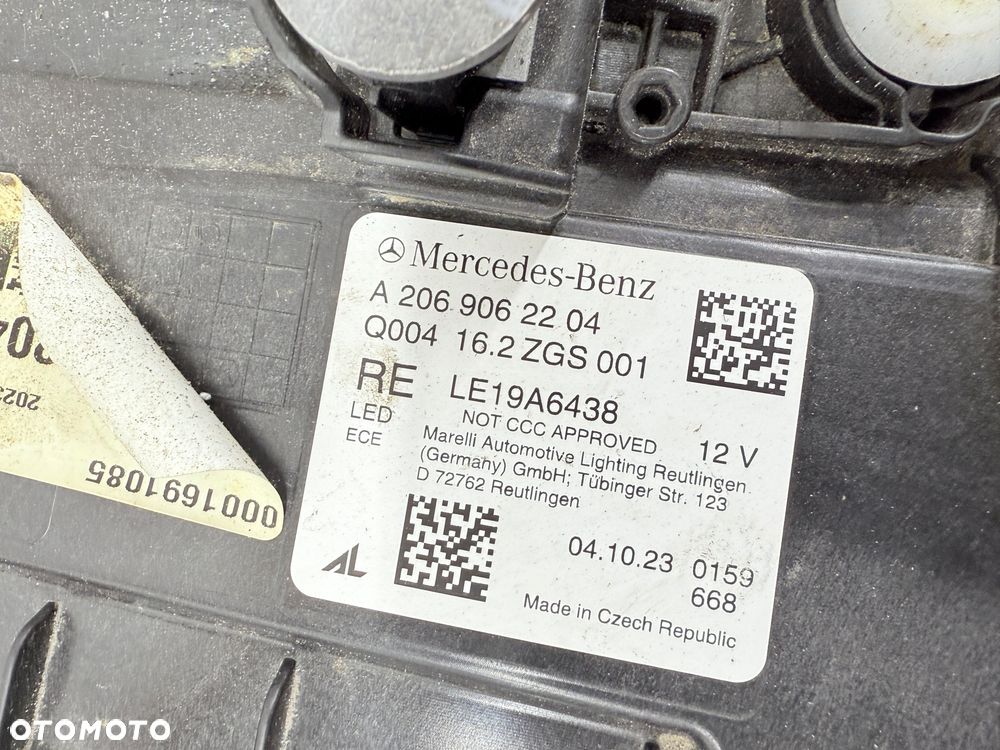 Mercedes-Benz
A 206 906 22 04
Q004 16.2 ZGS 001
RE LE19A6438
LED NOT CCC APPROVED 12 V
ECE Marelli Automotive Lighting Reutlingen
(Germany) GmbH; Tübinger Str. 123
D 72762 Reutlingen
AL
04.10.23 0159
668
Made in Czech Republic
0001691085
OTOMOTO